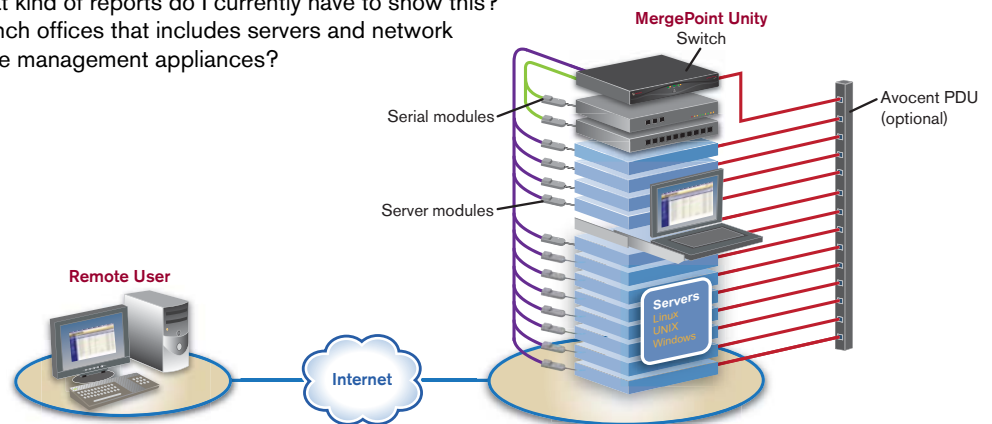 at kind of reports do I currently have to show this?
nch offices that includes servers and network
e management appliances?
MergePoint Unity
Switch
Serial modules
Avocent PDU
(optional)
Server modules
Remote User
Servers
Linux
UNIX
Windows
Internet